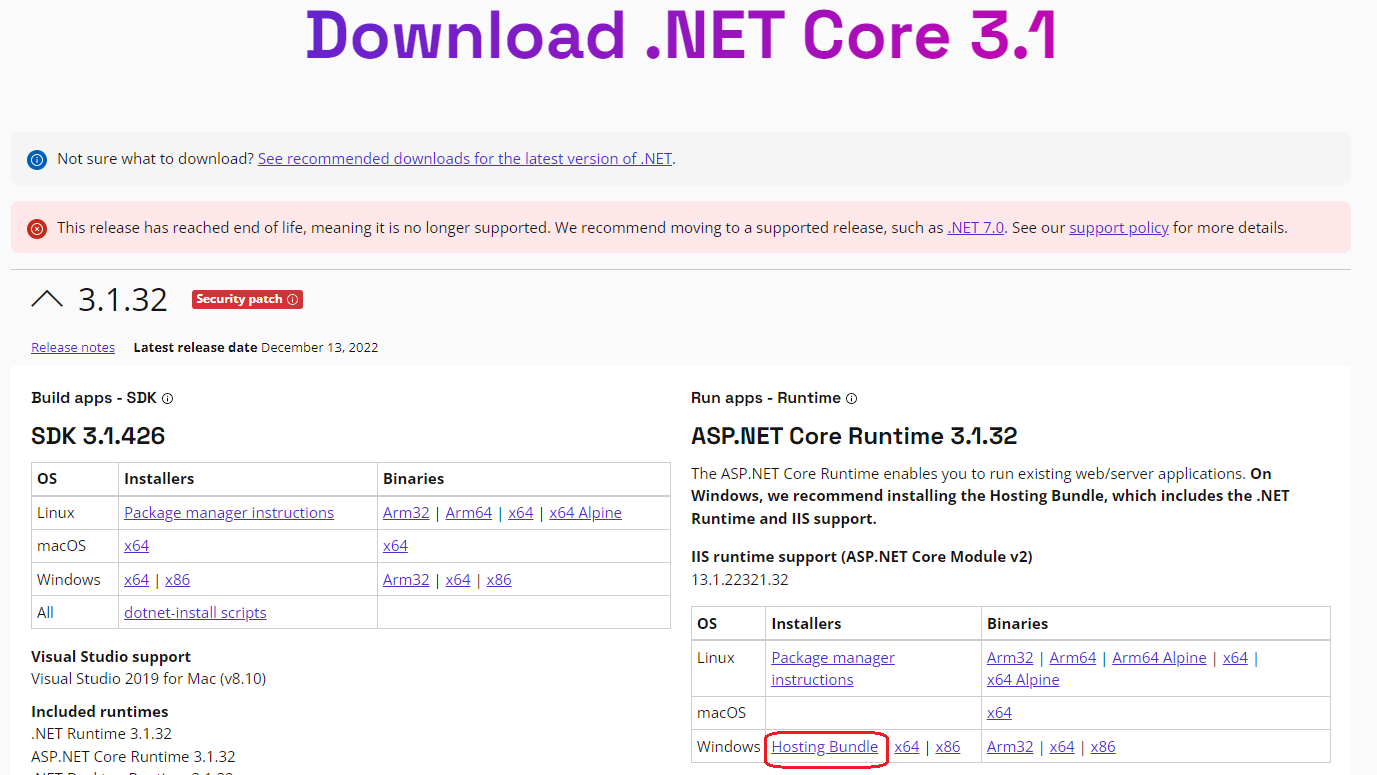 Download .NET Core 3.1
Not sure what to download? See recommended downloads for the latest version of .NET.
This release has reached end of life, meaning it is no longer supported. We recommend moving to a supported release, such as .NET 7.0. See our support policy for more details.
3.1.32 Security patch
Release notes Latest release date December 13, 2022
Build apps - SDK
SDK 3.1.426
OS Installers Binaries
Linux Package manager instructions Arm32 | Arm64 | x64 | x64 Alpine
macOS x64 x64
Windows x64 | x86 Arm32 | x64 | x86
All dotnet-install scripts
Visual Studio support
Visual Studio 2019 for Mac (v8.10)
Included runtimes
.NET Runtime 3.1.32
ASP.NET Core Runtime 3.1.32
Run apps - Runtime
ASP.NET Core Runtime 3.1.32
The ASP.NET Core Runtime enables you to run existing web/server applications. On
Windows, we recommend installing the Hosting Bundle, which includes the .NET
Runtime and IIS support.
IIS runtime support (ASP.NET Core Module v2)
13.1.22321.32
OS Installers Binaries
Linux Package manager Arm32 | Arm64 | Arm64 Alpine | x64 |
instructions x64 Alpine
macOS x64
Windows Hosting Bundle x64 | x86 Arm32 | x64 | x86